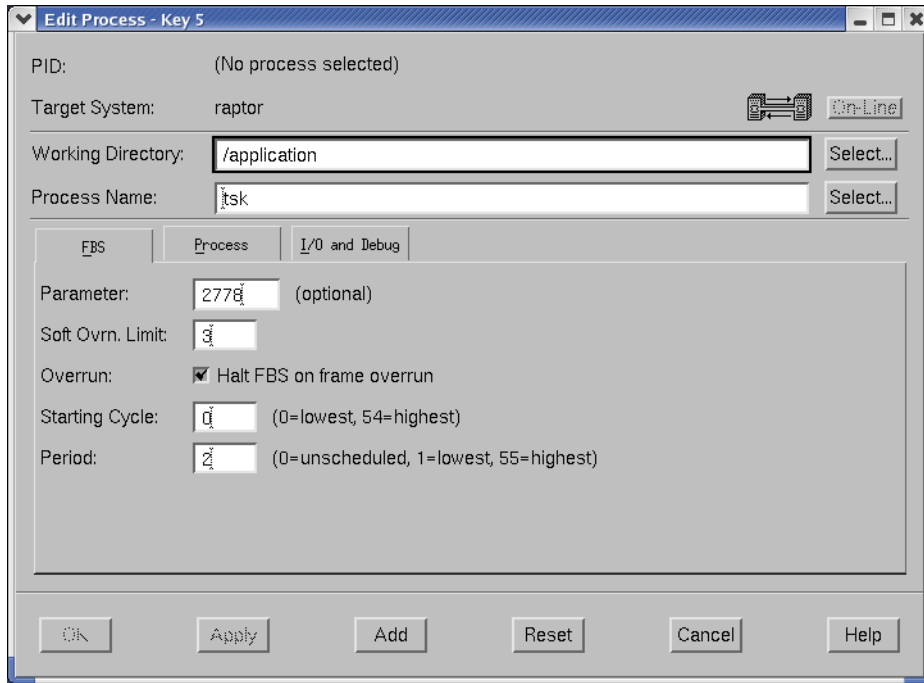 Edit Process - Key 5
PID: (No process selected)
Target System: raptor On-Line
Working Directory: /application Select...
Process Name: tsk Select...
FBS Process I/O and Debug
Parameter: 2778 (optional)
Soft Ovrn. Limit: 3
Overrun: Halt FBS on frame overrun
Starting Cycle: 0 (0=lowest, 54=highest)
Period: 2 (0=unscheduled, 1=lowest, 55=highest)
OK Apply Add Reset Cancel Help